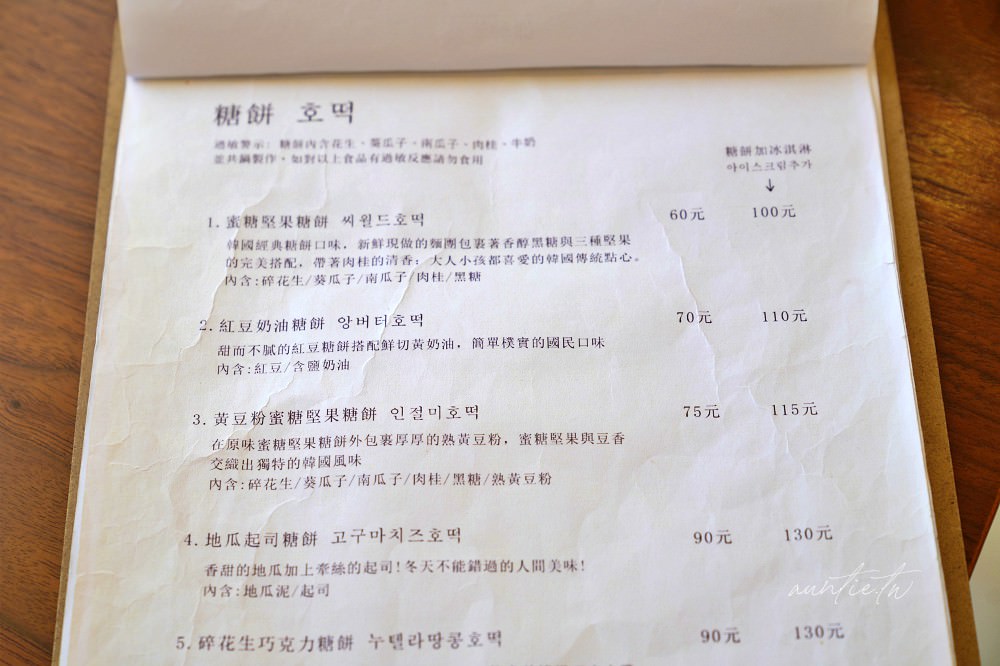 糖餅 호떡
過敏警示: 糖餅內含花生、葵瓜子、南瓜子、肉桂、牛奶
並共鍋製作。如對以上食品有過敏反應請勿食用
糖餅加冰淇淋
아이스크림추가
↓
1. 蜜糖堅果糖餅 씨월드호떡 60元 100元
韓國經典糖餅口味, 新鮮現做的麵團包裹著香醇黑糖與三種堅果
的完美搭配, 帶著肉桂的清香; 大人小孩都喜愛的韓國傳統點心。
內含:碎花生/葵瓜子/南瓜子/肉桂/黑糖
2. 紅豆奶油糖餅 앙버터호떡 70元 110元
甜而不膩的紅豆糖餅搭配鮮切黃奶油, 簡單樸實的國民口味
內含:紅豆/含鹽奶油
3. 黃豆粉蜜糖堅果糖餅 인절미호떡 75元 115元
在原味蜜糖堅果糖餅外包裹厚厚的熟黃豆粉, 蜜糖堅果與豆香
交織出獨特的韓國風味
內含:碎花生/葵瓜子/南瓜子/肉桂/黑糖/熟黃豆粉
4. 地瓜起司糖餅 고구마치즈호떡 90元 130元
香甜的地瓜加上牽絲的起司!冬天不能錯過的人間美味!
內含:地瓜泥/起司
5. 碎花生巧克力糖餅 누텔라땅콩호떡 90元 130元
auntie.tw